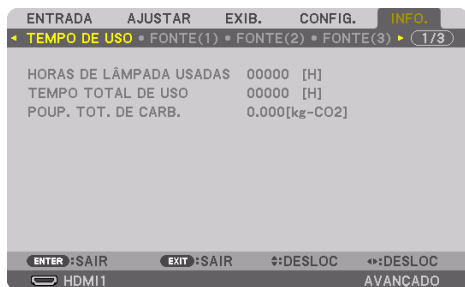 ENTRADA AJUSTAR EXIB. CONFIG. INFO.
TEMPO DE USO • FONTE(1) • FONTE(2) • FONTE(3) 1/3
HORAS DE LÂMPADA USADAS 00000 [H]
TEMPO TOTAL DE USO 00000 [H]
POUP. TOT. DE CARB. 0.000[kg-CO2]
ENTER :SAIR EXIT :SAIR :DESLOC :DESLOC
HDMI1 AVANÇADO